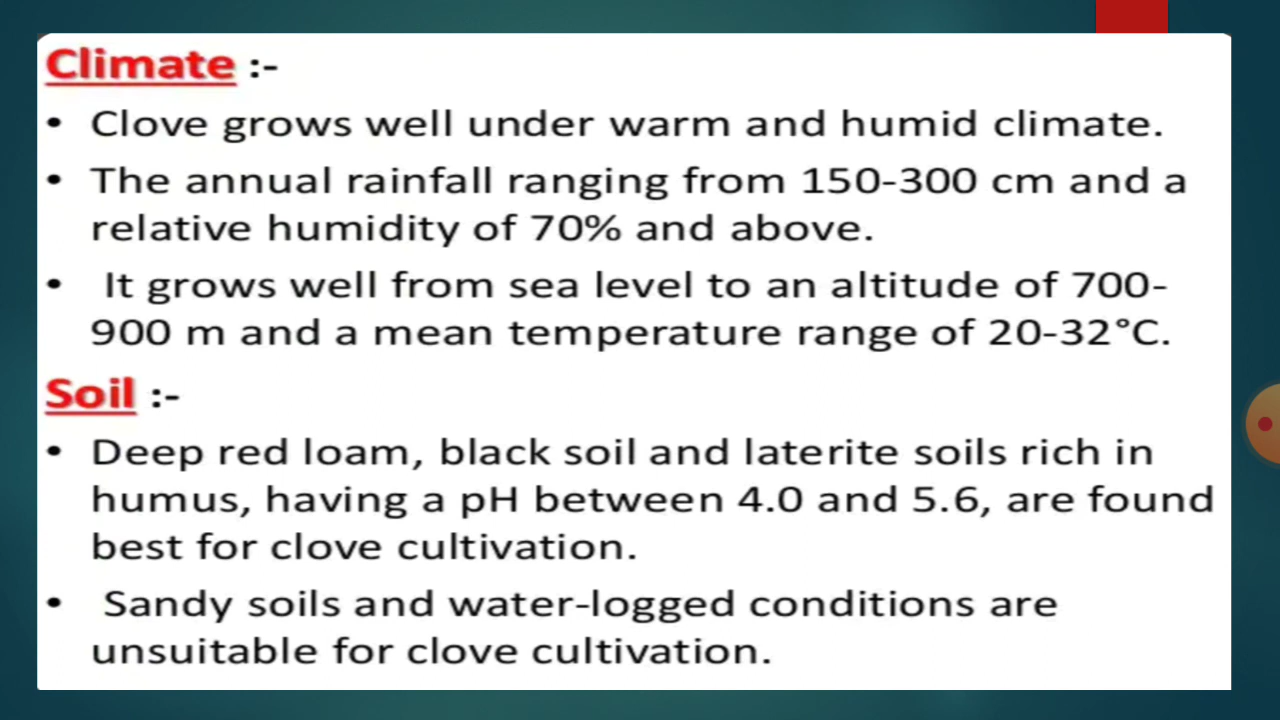 Climate :-
• Clove grows well under warm and humid climate.
• The annual rainfall ranging from 150-300 cm and a
relative humidity of 70% and above.
• It grows well from sea level to an altitude of 700-
900 m and a mean temperature range of 20-32°C.
Soil :-
• Deep red loam, black soil and laterite soils rich in
humus, having a pH between 4.0 and 5.6, are found
best for clove cultivation.
• Sandy soils and water-logged conditions are
unsuitable for clove cultivation.